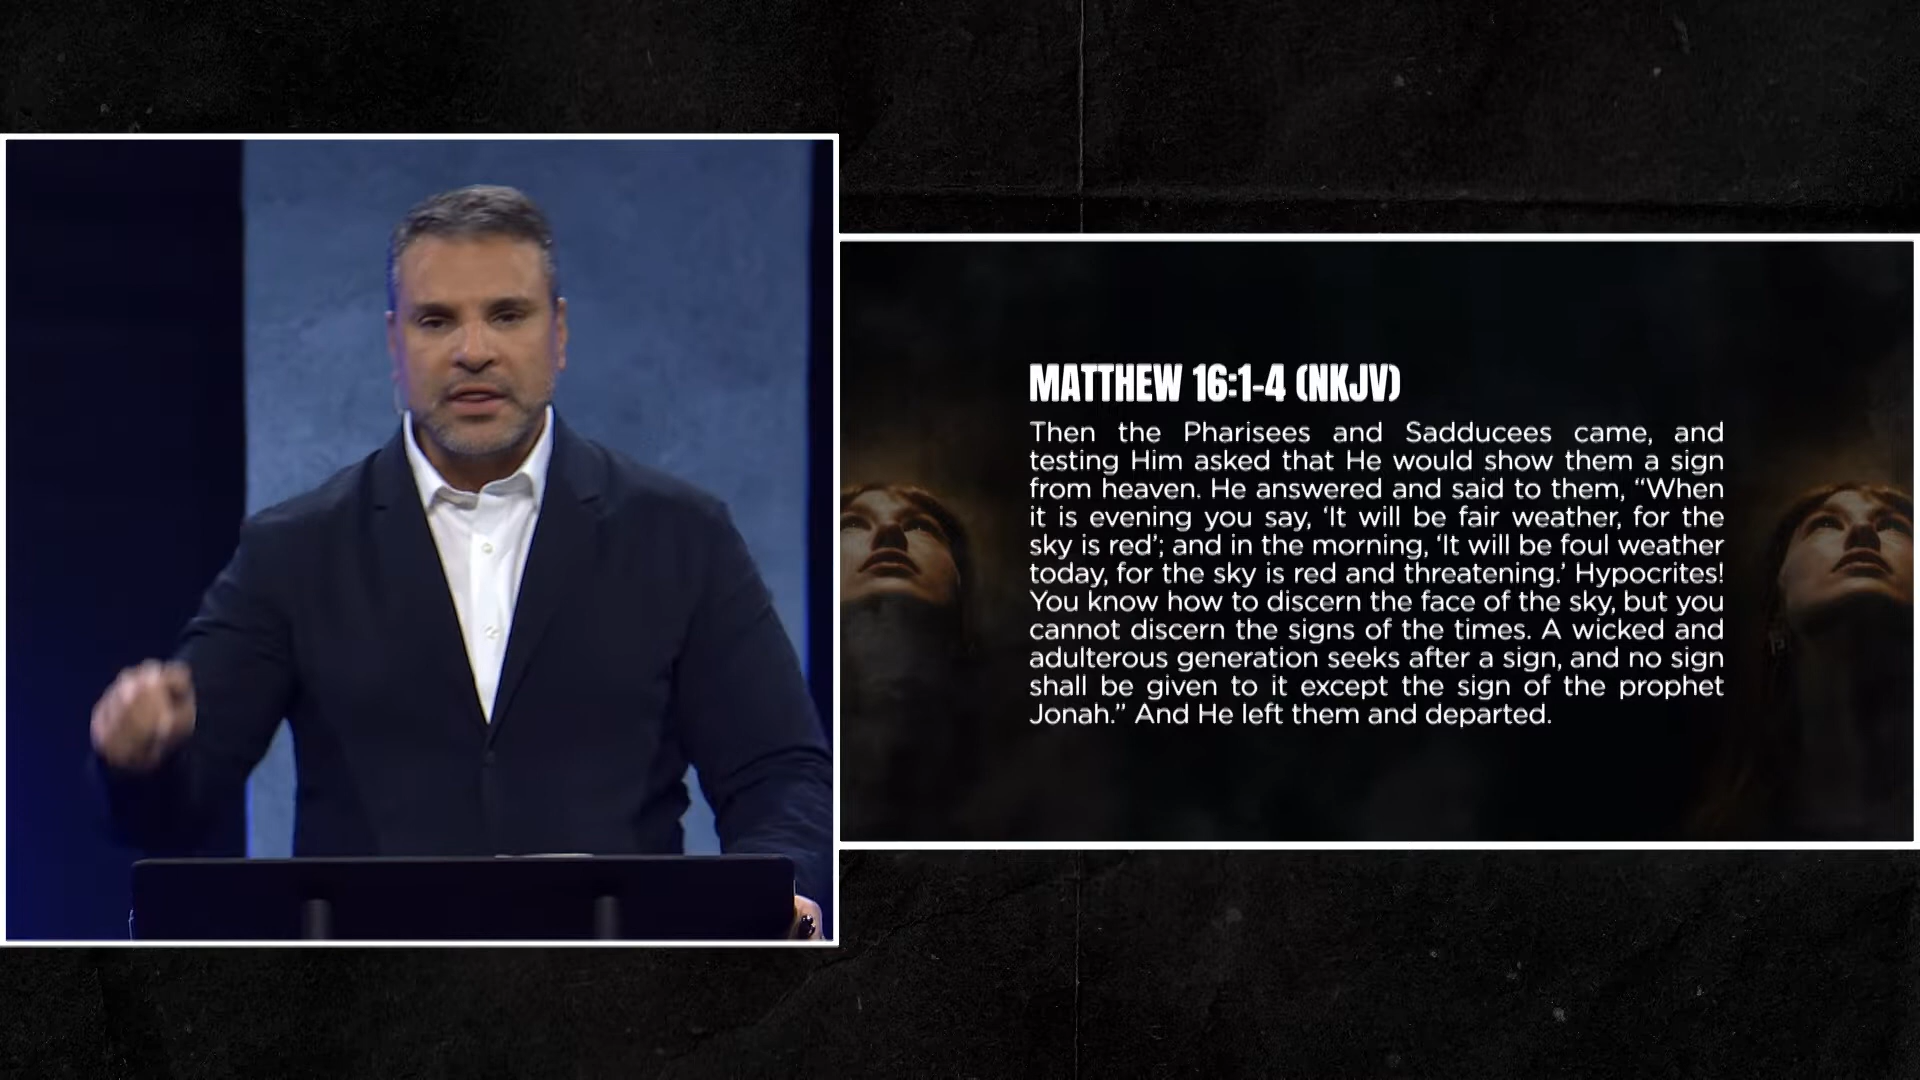 MATTHEW 16:1-4 (NKJV)
Then the Pharisees and Sadducees came, and
testing Him asked that He would show them a sign
from heaven. He answered and said to them, “When
it is evening you say, ‘It will be fair weather, for the
sky is red’; and in the morning, ‘It will be foul weather
today, for the sky is red and threatening.’ Hypocrites!
You know how to discern the face of the sky, but you
cannot discern the signs of the times. A wicked and
adulterous generation seeks after a sign, and no sign
shall be given to it except the sign of the prophet
Jonah.” And He left them and departed.